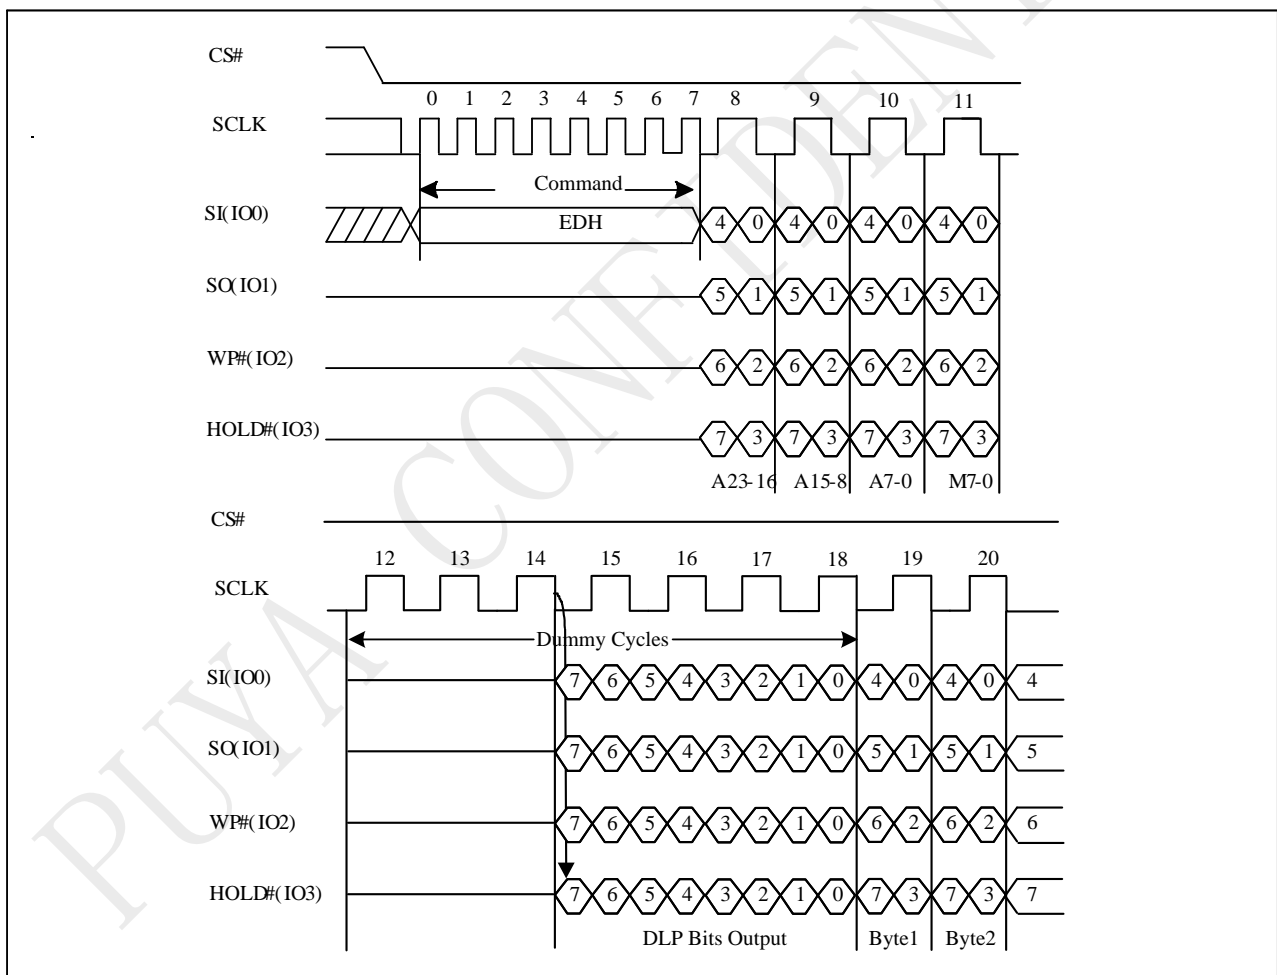 CS#
0 1 2 3 4 5 6 7 8 9 10 11
SCLK
Command
SI(IO0) EDH 4 0 4 0 4 0 4 0
SO(IO1) 5 1 5 1 5 1 5 1
WP#(IO2) 6 2 6 2 6 2 6 2
HOLD#(IO3) 7 3 7 3 7 3 7 3
A23-16 A15-8 A7-0 M7-0
CS#
12 13 14 15 16 17 18 19 20
SCLK
Dummy Cycles
SI(IO0) 7 6 5 4 3 2 1 0 4 0 4 0 4
SO(IO1) 7 6 5 4 3 2 1 0 5 1 5 1 5
WP#(IO2) 7 6 5 4 3 2 1 0 6 2 6 2 6
HOLD#(IO3) 7 6 5 4 3 2 1 0 7 3 7 3 7
DLP Bits Output Byte1 Byte2
PUYA CONF IDEN